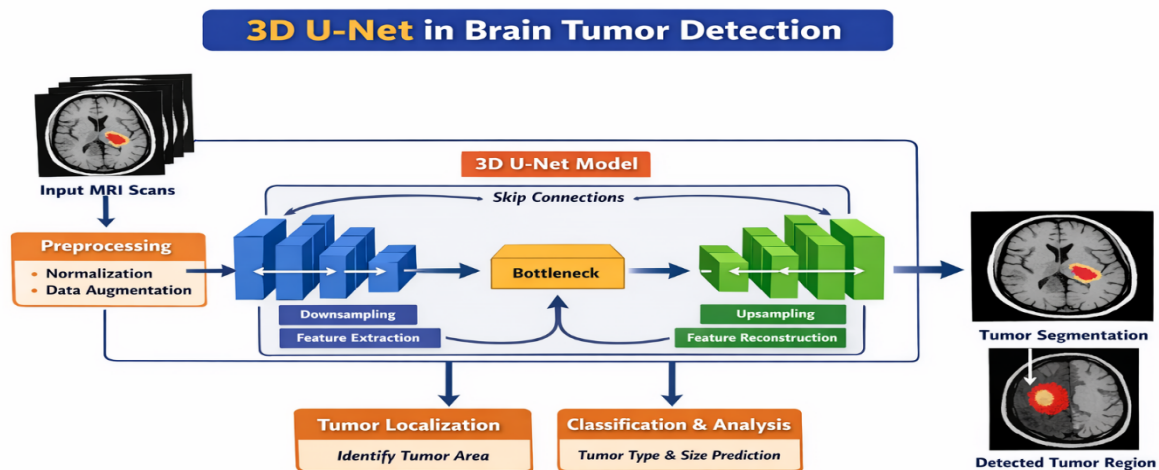 3D U-Net in Brain Tumor Detection
Input MRI Scans
Preprocessing
• Normalization
• Data Augmentation
3D U-Net Model
Skip Connections
Bottleneck
Downsampling
Feature Extraction
Upsampling
Feature Reconstruction
Tumor Segmentation
Detected Tumor Region
Tumor Localization
Identify Tumor Area
Classification & Analysis
Tumor Type & Size Prediction